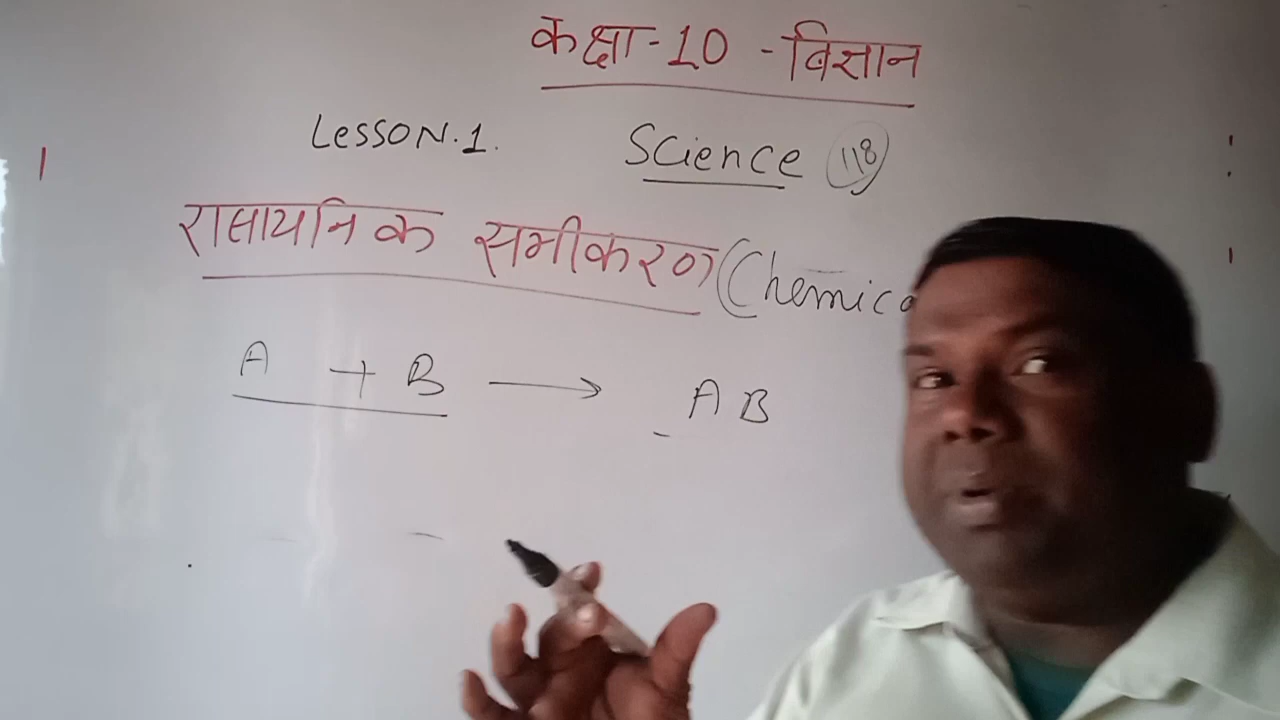 कक्षा-10 -विज्ञान
Lesson.1. Science 118
रासायनिक समीकरण (Chemica
A + B → AB